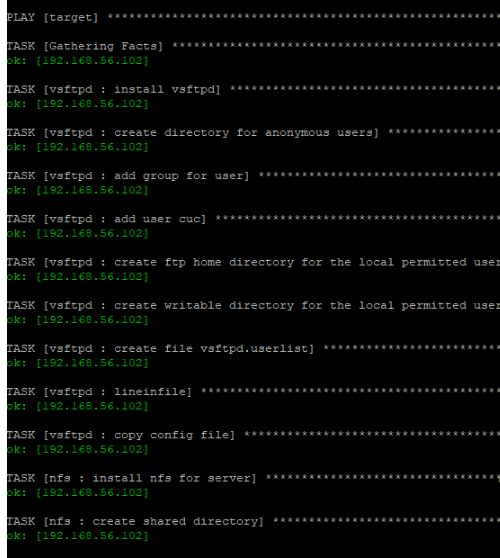 PLAY [target] *******************************************************
TASK [Gathering Facts] **********************************************
ok: [192.168.56.102]
TASK [vsftpd : install vsftpd] **************************************
ok: [192.168.56.102]
TASK [vsftpd : create directory for anonymous users] ****************
ok: [192.168.56.102]
TASK [vsftpd : add group for user] **********************************
ok: [192.168.56.102]
TASK [vsftpd : add user cuc] ****************************************
ok: [192.168.56.102]
TASK [vsftpd : create ftp home directory for the local permitted user
ok: [192.168.56.102]
TASK [vsftpd : create writable directory for the local permitted user
ok: [192.168.56.102]
TASK [vsftpd : create file vsftpd.userlist] *************************
ok: [192.168.56.102]
TASK [vsftpd : lineinfile] ******************************************
ok: [192.168.56.102]
TASK [vsftpd : copy config file] ************************************
ok: [192.168.56.102]
TASK [nfs : install nfs for server] *********************************
ok: [192.168.56.102]
TASK [nfs : create shared directory] ********************************
ok: [192.168.56.102]